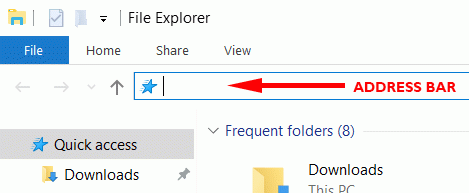 File Explorer
File Home Share View
ADDRESS BAR
Quick access
Downloads
Frequent folders (8)
Downloads
This PC